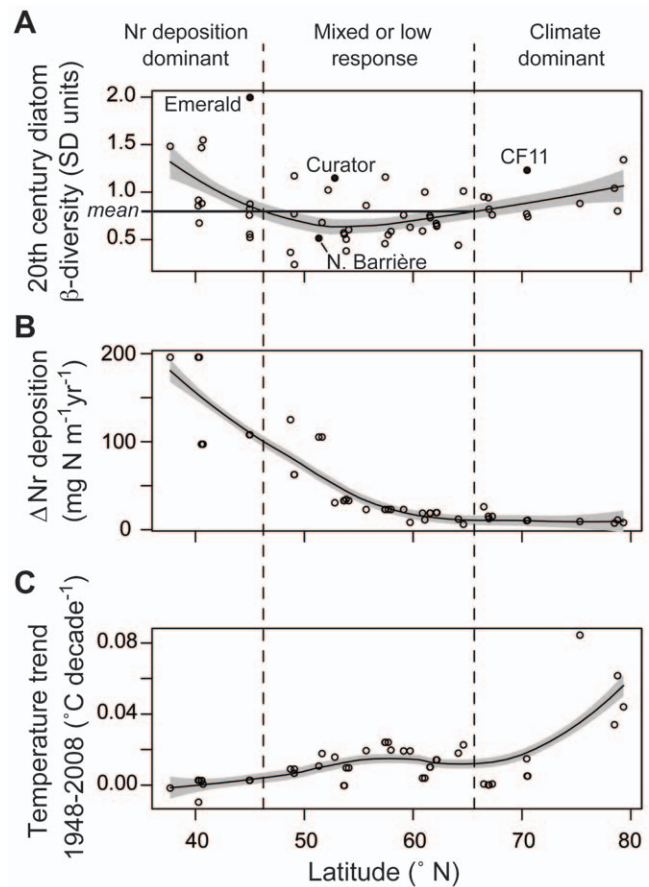 A
Nr deposition dominant
Mixed or low response
Climate dominant
20th century diatom
β-diversity (SD units)
2.0
1.5
1.0
0.5
mean
Emerald
Curator
CF11
N. Barrière
B
ΔNr deposition
(mg N m⁻¹yr⁻¹)
200
100
0
C
Temperature trend
1948-2008 (˚C decade⁻¹)
0.08
0.04
0.00
40 50 60 70 80
Latitude (˚ N)